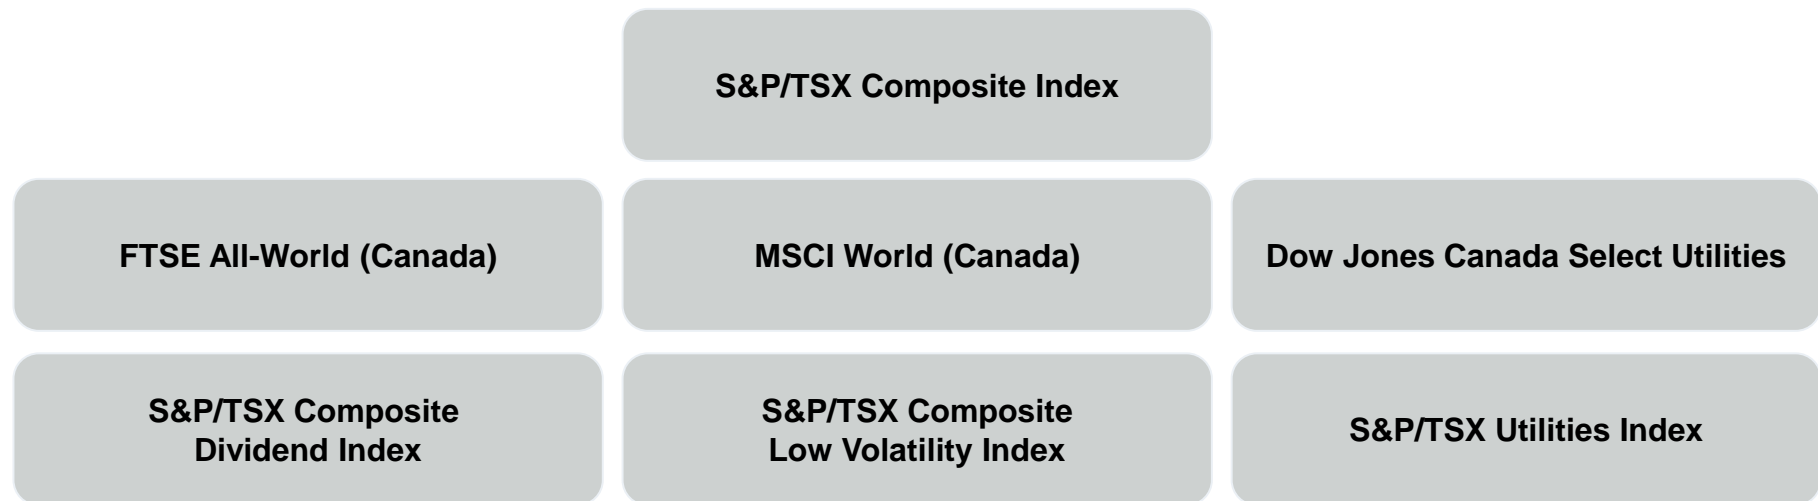 S&P/TSX Composite Index
FTSE All-World (Canada)
MSCI World (Canada)
Dow Jones Canada Select Utilities
S&P/TSX Composite
Dividend Index
S&P/TSX Composite
Low Volatility Index
S&P/TSX Utilities Index